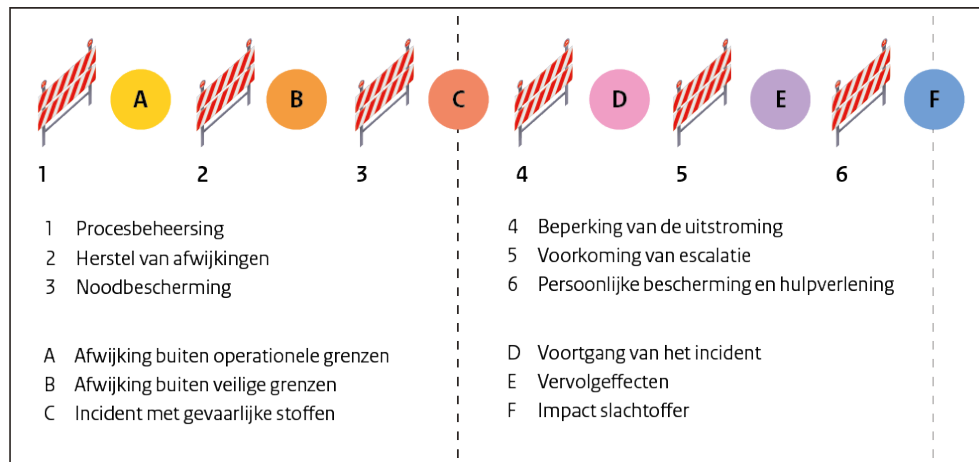 A B C D E F
1 2 3 4 5 6
1 Procesbeheersing
2 Herstel van afwijkingen
3 Noodbescherming
A Afwijking buiten operationele grenzen
B Afwijking buiten veilige grenzen
C Incident met gevaarlijke stoffen
4 Beperking van de uitstroming
5 Voorkoming van escalatie
6 Persoonlijke bescherming en hulpverlening
D Voortgang van het incident
E Vervolgeffecten
F Impact slachtoffer